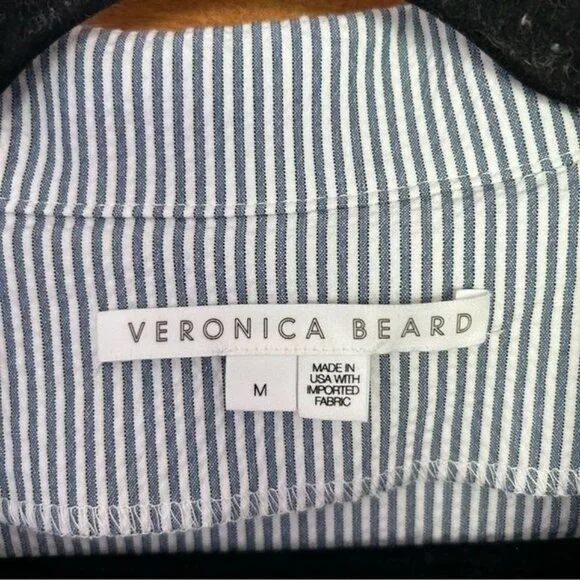 VERONICA BEARD
M
MADE IN
USA WITH
IMPORTED
FABRIC